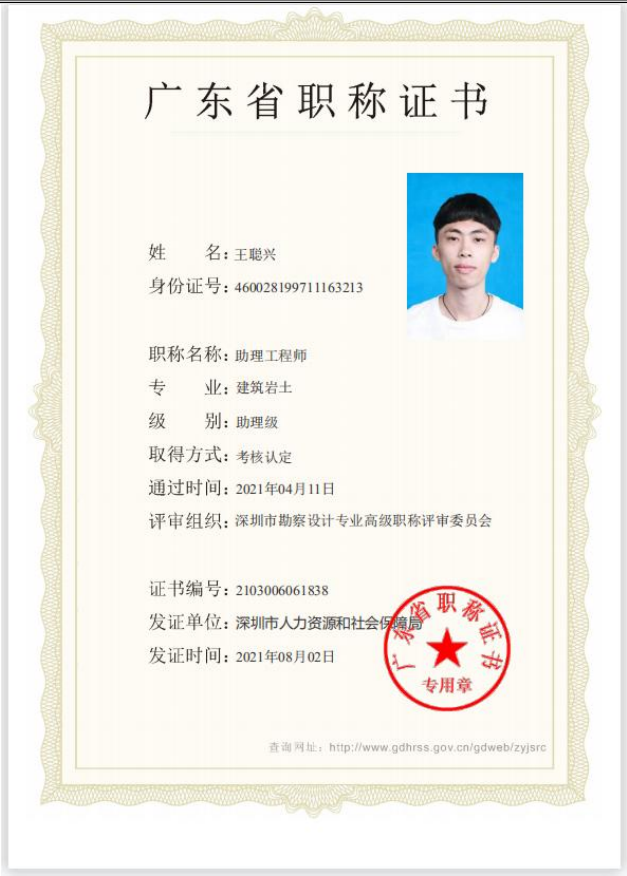 广东省职称证书
姓 名：王聪兴
身份证号：460028199711163213
职称名称：助理工程师
专 业：建筑岩土
级 别：助理级
取得方式：考核认定
通过时间：2021年04月11日
评审组织：深圳市勘察设计专业高级职称评审委员会
证书编号：2103006061838
发证单位：深圳市人力资源和社会保障局
发证时间：2021年08月02日
广东省职称证书
专用章
查询网址：http://www.gdhrss.gov.cn/gdweb/zyjsrc